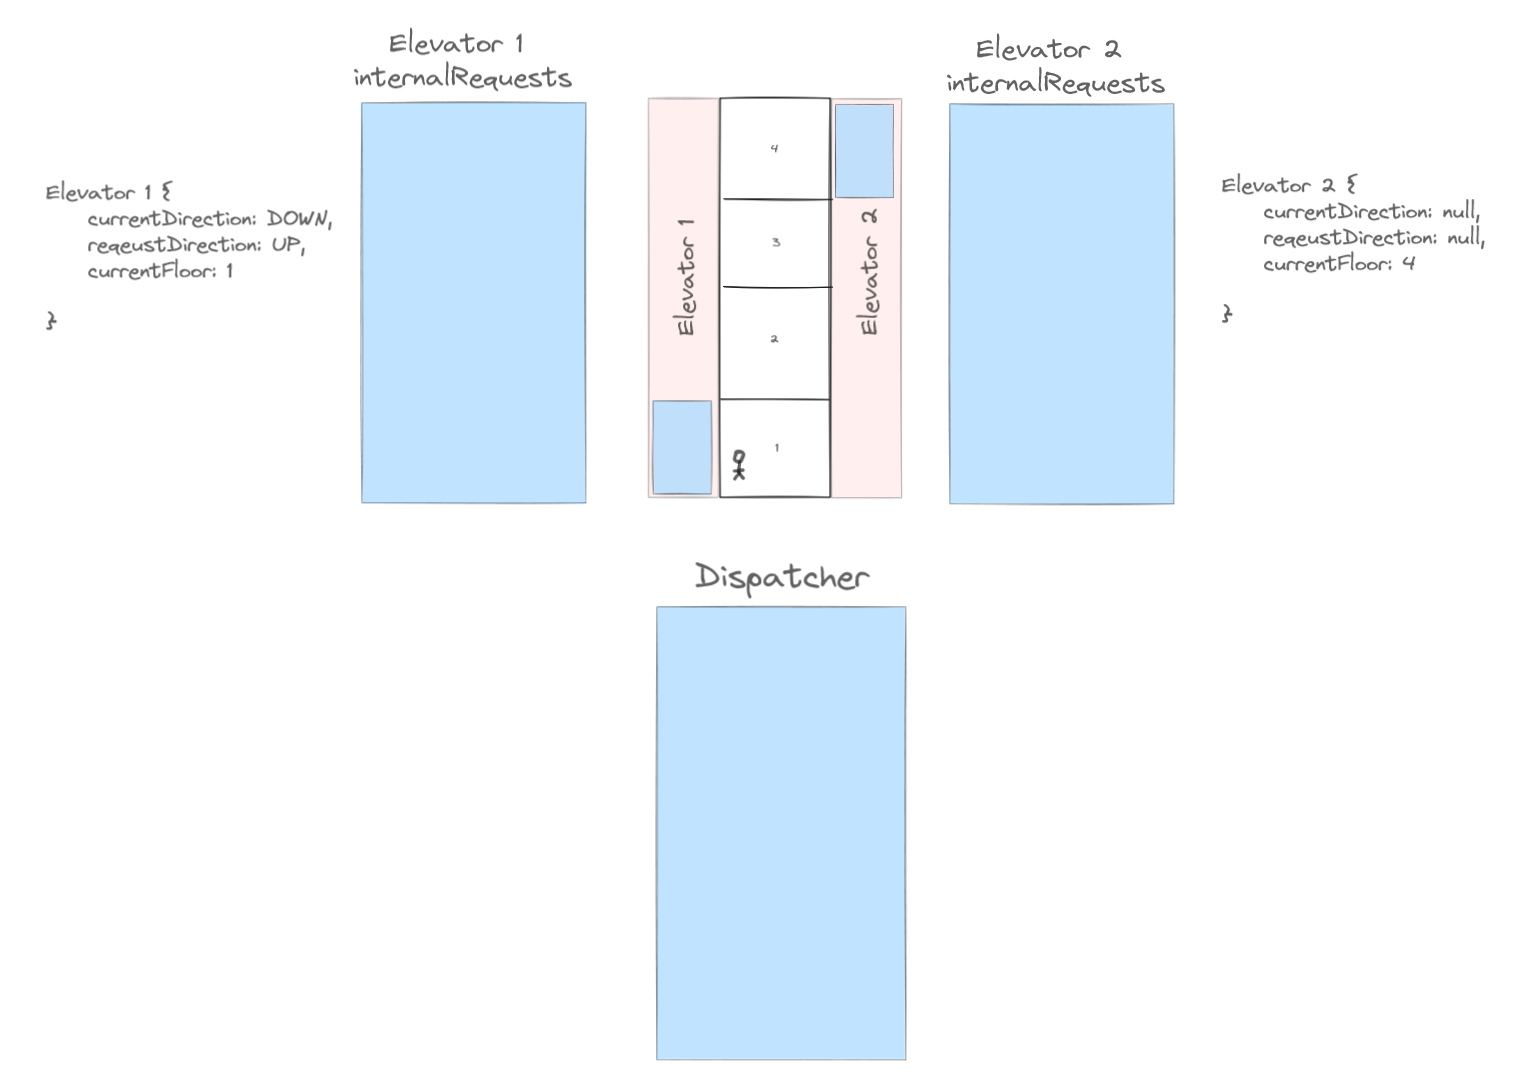 Elevator 1
internalRequests
Elevator 2
internalRequests
Elevator 1 {
currentDirection: DOWN,
reqeustDirection: UP,
currentFloor: 1
}
Elevator 1
4
3
2
1
Elevator 2
Elevator 2 {
currentDirection: null,
reqeustDirection: null,
currentFloor: 4
}
Dispatcher